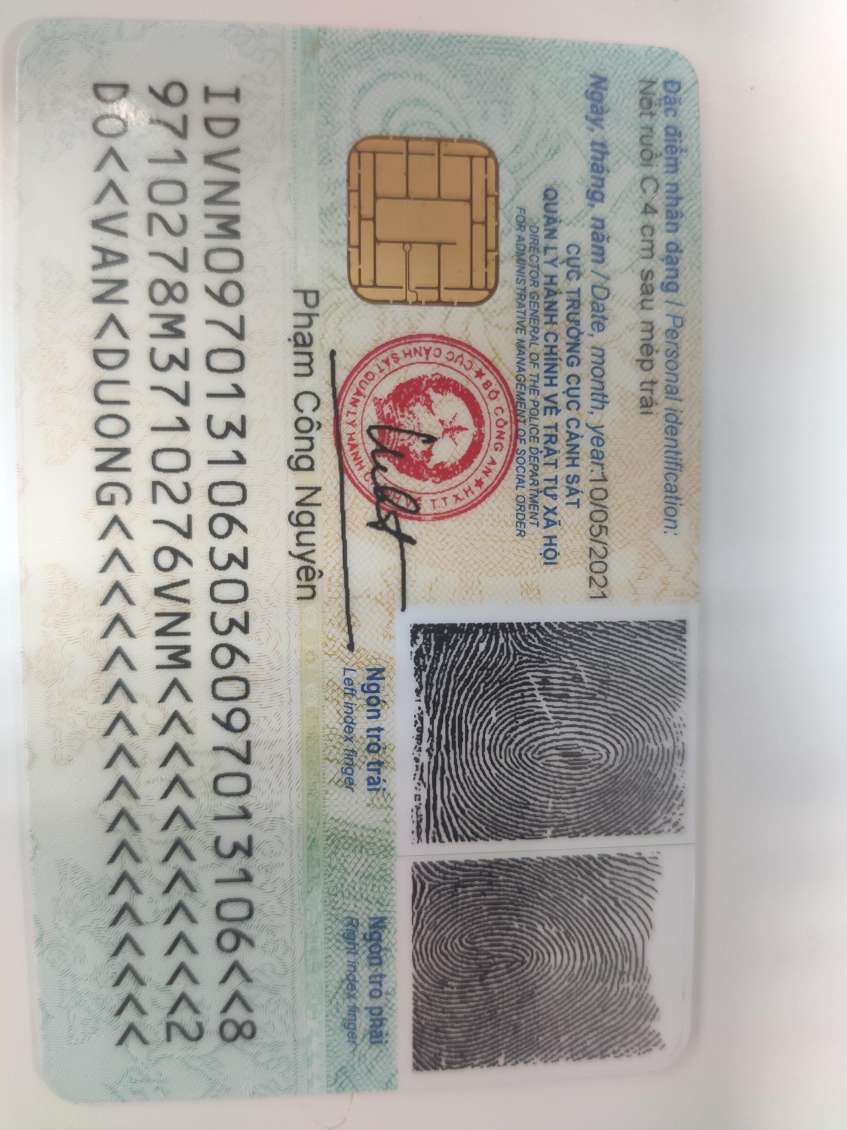 Đặc điểm nhân dạng / Personal identification:
Nốt ruồi C:4 cm sau mép trái
Ngày, tháng, năm / Date, month, year:10/05/2021
CỤC TRƯỞNG CỤC CẢNH SÁT
QUẢN LÝ HÀNH CHÍNH VỀ TRẬT TỰ XÃ HỘI
DIRECTOR GENERAL OF THE POLICE DEPARTMENT
FOR ADMINISTRATIVE MANAGEMENT OF SOCIAL ORDER
BỘ CÔNG AN
CỤC CẢNH SÁT QUẢN LÝ HÀNH
T.T.X.H
Phạm Công Nguyên
Ngón trỏ trái
Left index finger
Ngón trỏ phải
Right index finger
IDVNM0970131063036097013106<<8
9710278M3710276VNM<<<<<<<<<<<2
DO<<VAN<DUONG<<<<<<<<<<<<<<<<<